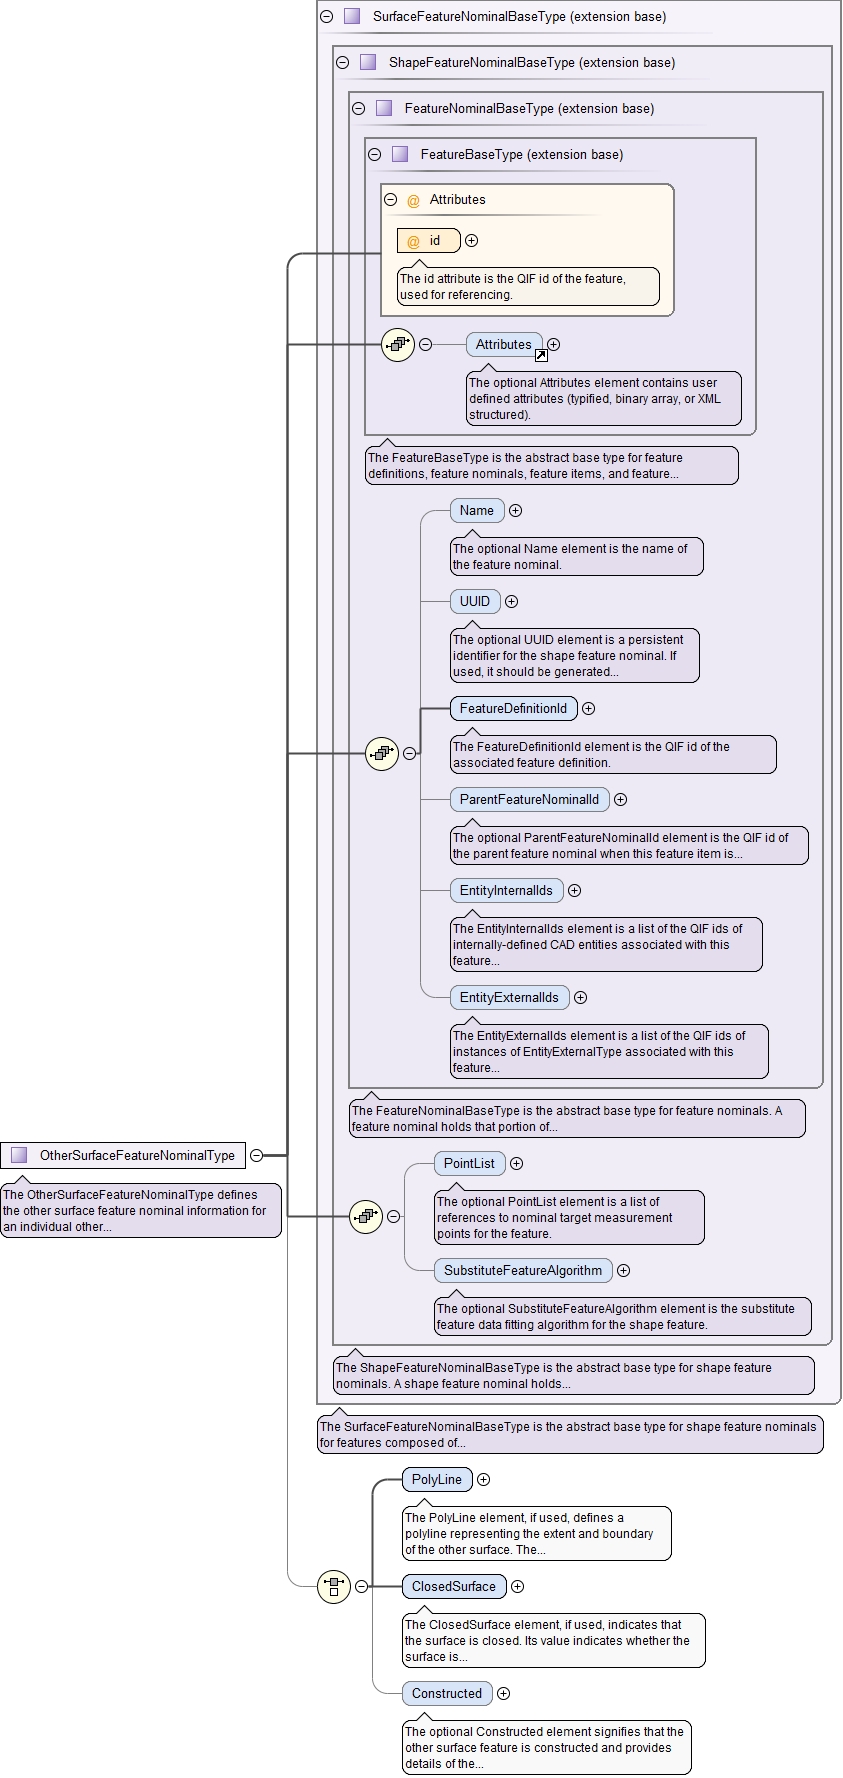 SurfaceFeatureNominalBaseType (extension base)
ShapeFeatureNominalBaseType (extension base)
FeatureNominalBaseType (extension base)
FeatureBaseType (extension base)
@ Attributes
@ id
The id attribute is the QIF id of the feature,
used for referencing.
Attributes
The optional Attributes element contains user
defined attributes (typified, binary array, or XML
structured).
The FeatureBaseType is the abstract base type for feature
definitions, feature nominals, feature items, and feature...
Name
The optional Name element is the name of
the feature nominal.
UUID
The optional UUID element is a persistent
identifier for the shape feature nominal. If
used, it should be generated...
FeatureDefinitionId
The FeatureDefinitionId element is the QIF id of the
associated feature definition.
ParentFeatureNominalId
The optional ParentFeatureNominalId element is the QIF id of
the parent feature nominal when this feature item is...
EntityInternalIds
The EntityInternalIds element is a list of the QIF ids of
internally-defined CAD entities associated with this
feature...
EntityExternalIds
The EntityExternalIds element is a list of the QIF ids of
instances of EntityExternalType associated with this
feature...
The FeatureNominalBaseType is the abstract base type for feature nominals. A
feature nominal holds that portion of...
OtherSurfaceFeatureNominalType
The OtherSurfaceFeatureNominalType defines
the other surface feature nominal information for
an individual other...
PointList
The optional PointList element is a list of
references to nominal target measurement
points for the feature.
SubstituteFeatureAlgorithm
The optional SubstituteFeatureAlgorithm element is the substitute
feature data fitting algorithm for the shape feature.
The ShapeFeatureNominalBaseType is the abstract base type for shape feature
nominals. A shape feature nominal holds...
The SurfaceFeatureNominalBaseType is the abstract base type for shape feature nominals
for features composed of...
PolyLine
The PolyLine element, if used, defines a
polyline representing the extent and boundary
of the other surface. The...
ClosedSurface
The ClosedSurface element, if used, indicates that
the surface is closed. Its value indicates whether the
surface is...
Constructed
The optional Constructed element signifies that the
other surface feature is constructed and provides
details of the...